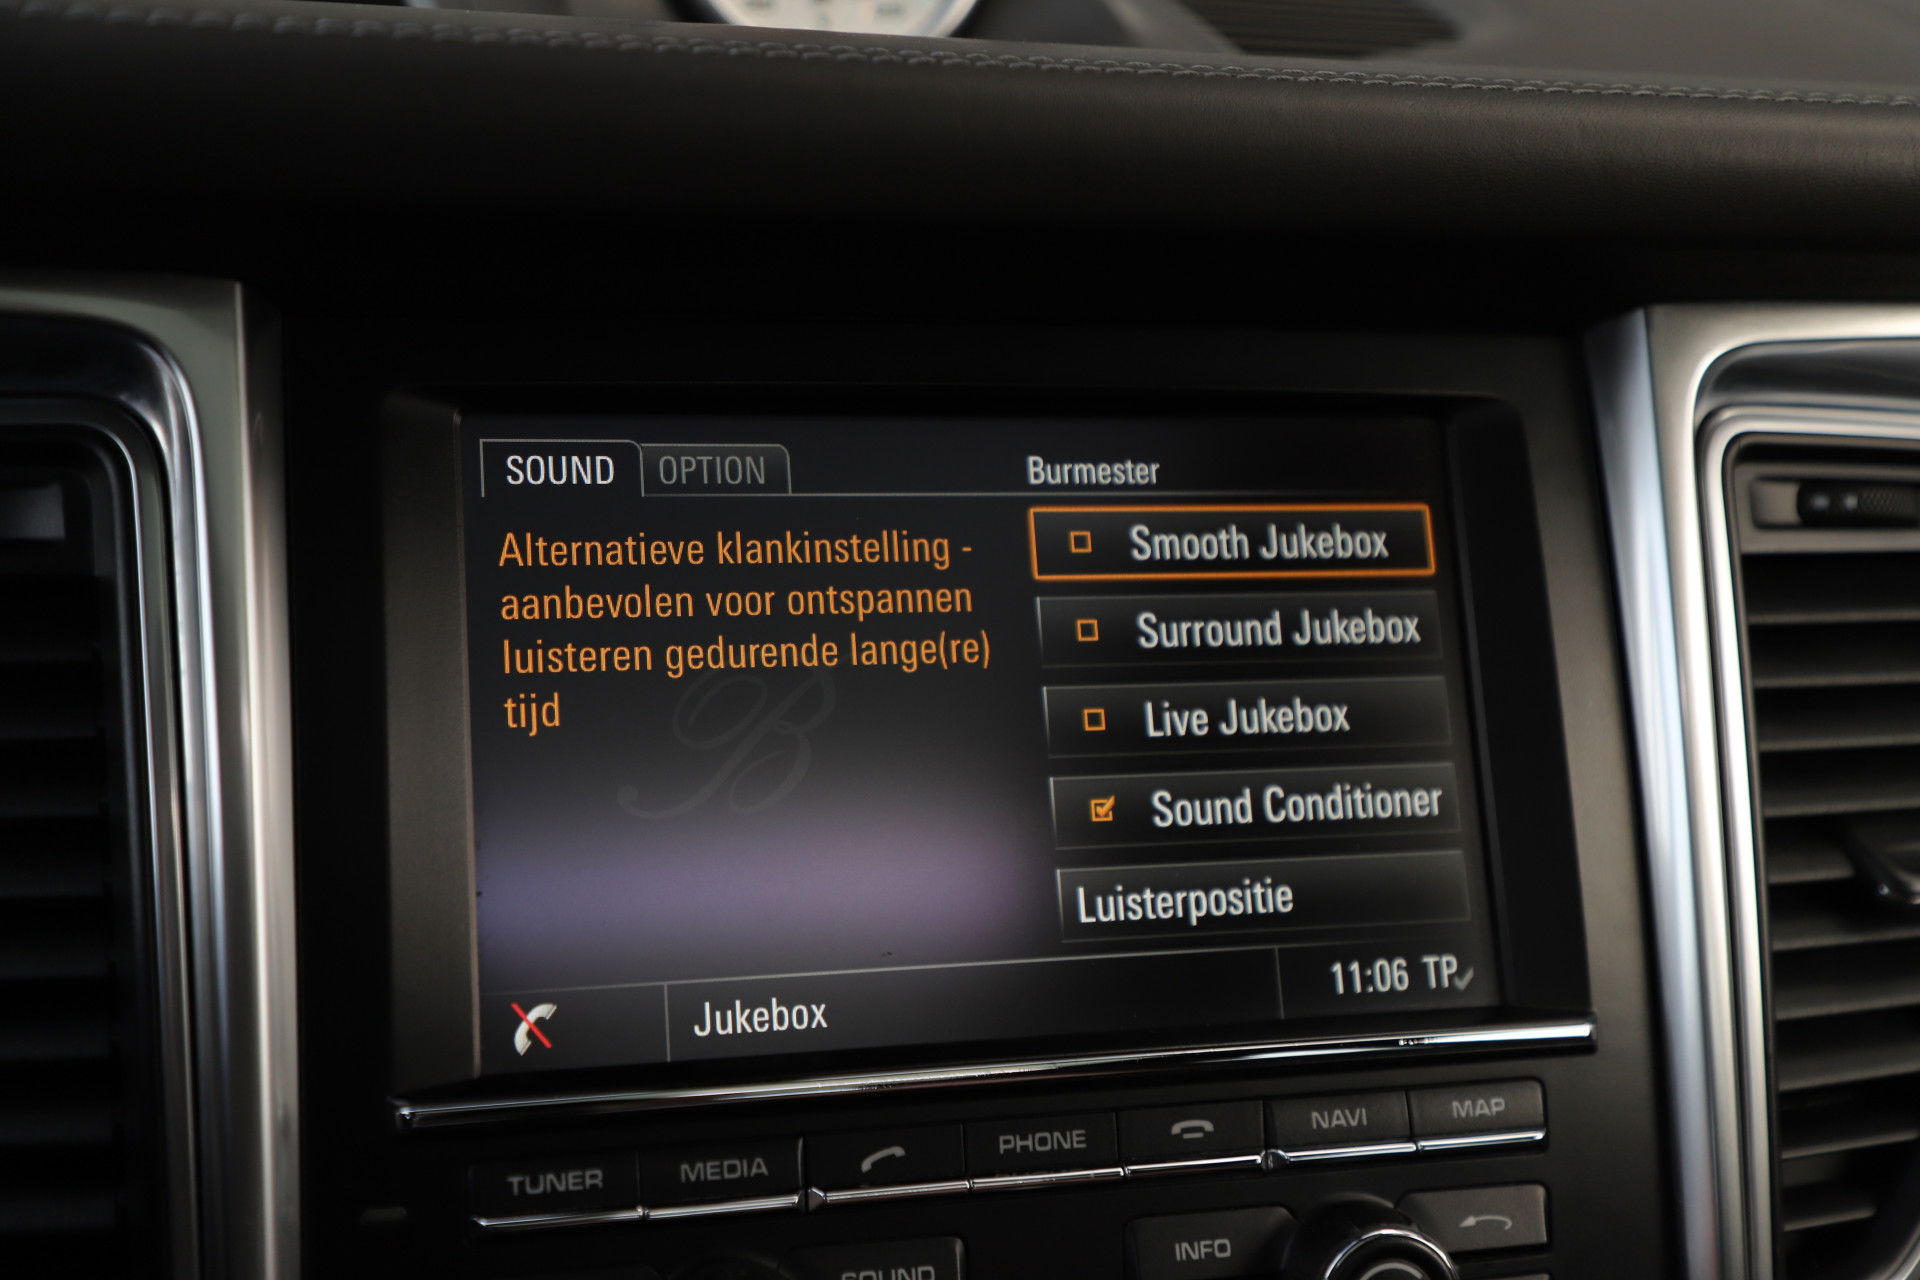 SOUND OPTION Burmester
Alternatieve klankinstelling -
aanbevolen voor ontspannen
luisteren gedurende lange(re)
tijd
B
Smooth Jukebox
Surround Jukebox
Live Jukebox
Sound Conditioner
Luisterpositie
Jukebox
11:06 TP
TUNER MEDIA PHONE NAVI MAP
SOUND INFO